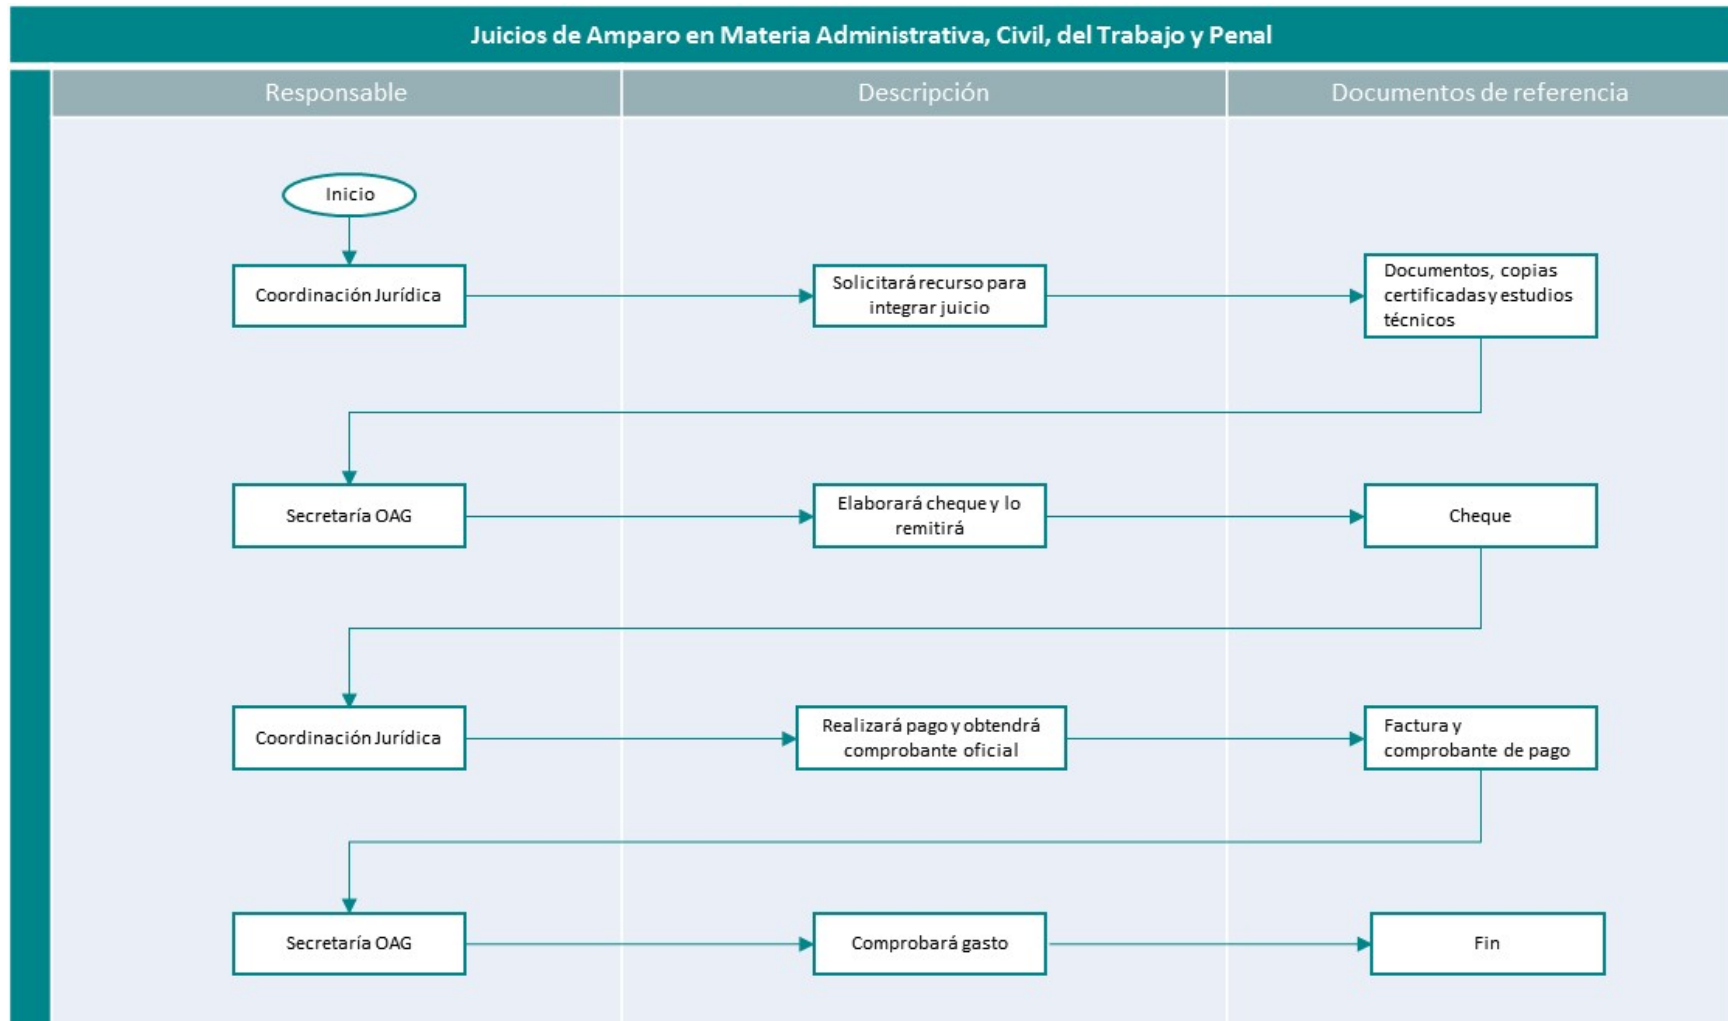 Juicios de Amparo en Materia Administrativa, Civil, del Trabajo y Penal
Responsable
Descripción
Documentos de referencia
Inicio
Coordinación Jurídica
Solicitará recurso para
integrar juicio
Documentos, copias
certificadas y estudios
técnicos
Secretaría OAG
Elaborará cheque y lo
remitirá
Cheque
Coordinación Jurídica
Realizará pago y obtendrá
comprobante oficial
Factura y
comprobante de pago
Secretaría OAG
Comprobará gasto
Fin